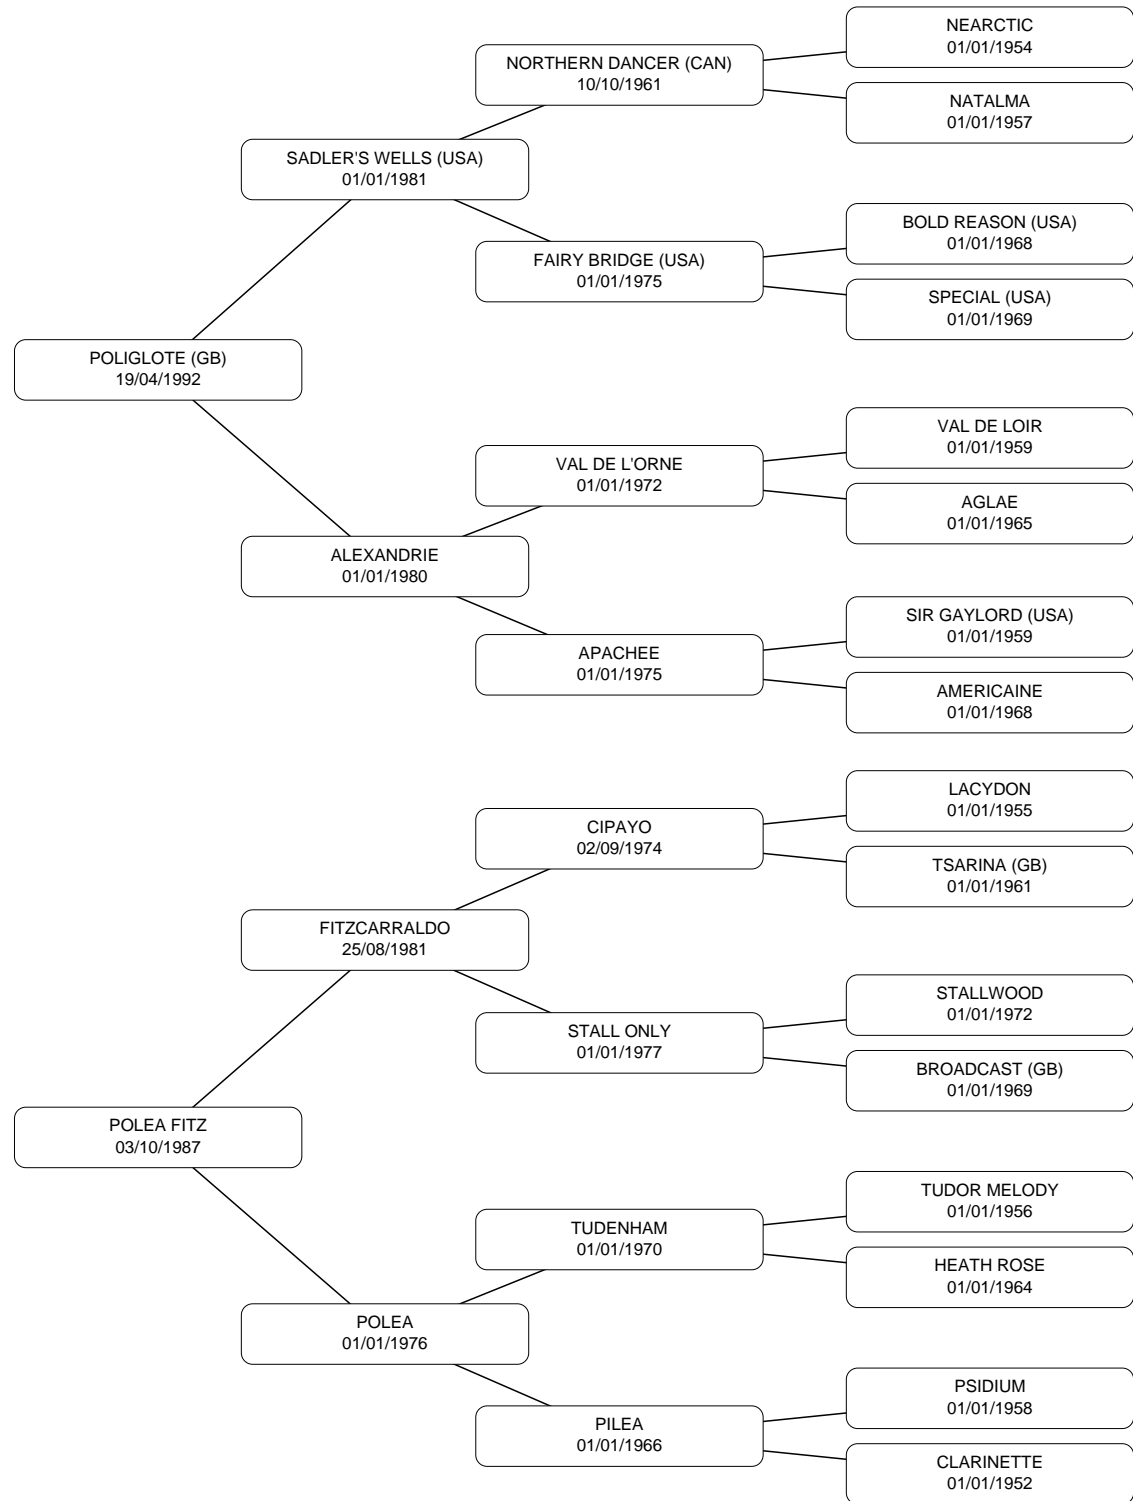 NEARCTIC
01/01/1954
NORTHERN DANCER (CAN)
10/10/1961
NATALMA
01/01/1957
SADLER'S WELLS (USA)
01/01/1981
BOLD REASON (USA)
01/01/1968
FAIRY BRIDGE (USA)
01/01/1975
SPECIAL (USA)
01/01/1969
POLIGLOTE (GB)
19/04/1992
VAL DE LOIR
01/01/1959
VAL DE L'ORNE
01/01/1972
AGLAE
01/01/1965
ALEXANDRIE
01/01/1980
SIR GAYLORD (USA)
01/01/1959
APACHEE
01/01/1975
AMERICAINE
01/01/1968
LACYDON
01/01/1955
CIPAYO
02/09/1974
TSARINA (GB)
01/01/1961
FITZCARRALDO
25/08/1981
STALLWOOD
01/01/1972
STALL ONLY
01/01/1977
BROADCAST (GB)
01/01/1969
POLEA FITZ
03/10/1987
TUDOR MELODY
01/01/1956
TUDENHAM
01/01/1970
HEATH ROSE
01/01/1964
POLEA
01/01/1976
PSIDIUM
01/01/1958
PILEA
01/01/1966
CLARINETTE
01/01/1952